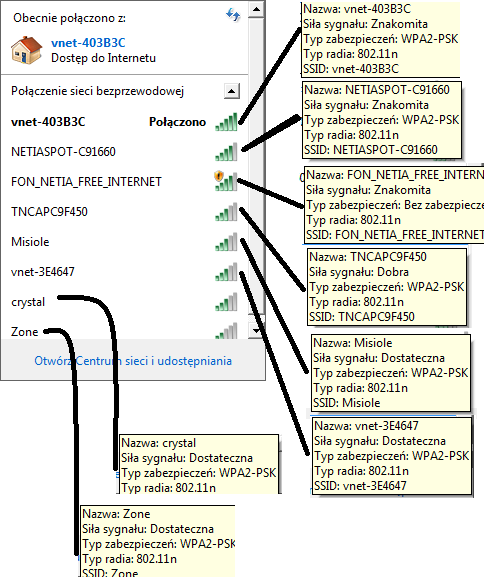 Obecnie połączono z:
vnet-403B3C
Dostęp do Internetu
Połączenie sieci bezprzewodowej
vnet-403B3C Połączono
NETIASPOT-C91660
FON_NETIA_FREE_INTERNET
TNCAPC9F450
Misiole
vnet-3E4647
crystal
Zone
Otwórz Centrum sieci i udostępniania
Nazwa: vnet-403B3C
Siła sygnału: Znakomita
Typ zabezpieczeń: WPA2-PSK
Typ radia: 802.11n
SSID: vnet-403B3C
Nazwa: NETIASPOT-C91660
Siła sygnału: Znakomita
Typ zabezpieczeń: WPA2-PSK
Typ radia: 802.11n
SSID: NETIASPOT-C91660
Nazwa: FON_NETIA_FREE_INTERN
Siła sygnału: Znakomita
Typ zabezpieczeń: Bez zabezpiecze
Typ radia: 802.11n
SSID: FON_NETIA_FREE_INTERNET
Nazwa: TNCAPC9F450
Siła sygnału: Dobra
Typ zabezpieczeń: WPA2-PSK
Typ radia: 802.11n
SSID: TNCAPC9F450
Nazwa: Misiole
Siła sygnału: Dostateczna
Typ zabezpieczeń: WPA2-PSK
Typ radia: 802.11n
SSID: Misiole
Nazwa: vnet-3E4647
Siła sygnału: Dostateczna
Typ zabezpieczeń: WPA2-PSK
Typ radia: 802.11n
SSID: vnet-3E4647
Nazwa: crystal
Siła sygnału: Dostateczna
Typ zabezpieczeń: WPA2-PSK
Typ radia: 802.11n
Nazwa: Zone
Siła sygnału: Dostateczna
Typ zabezpieczeń: WPA2-PSK
Typ radia: 802.11n
SSID: Zone